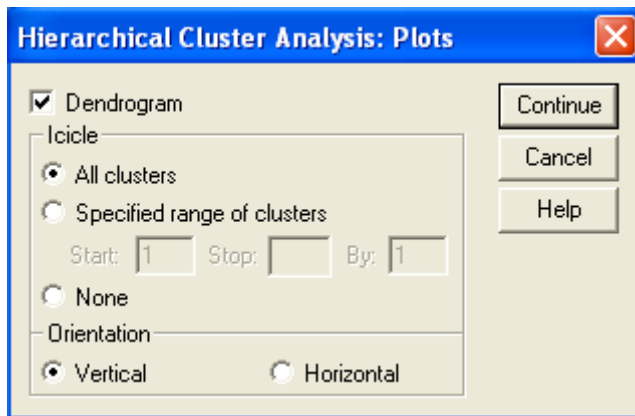 Hierarchical Cluster Analysis: Plots
Dendrogram
Continue
Icicle
Cancel
All clusters
Specified range of clusters
Help
Start: 1 Stop: By: 1
None
Orientation
Vertical Horizontal